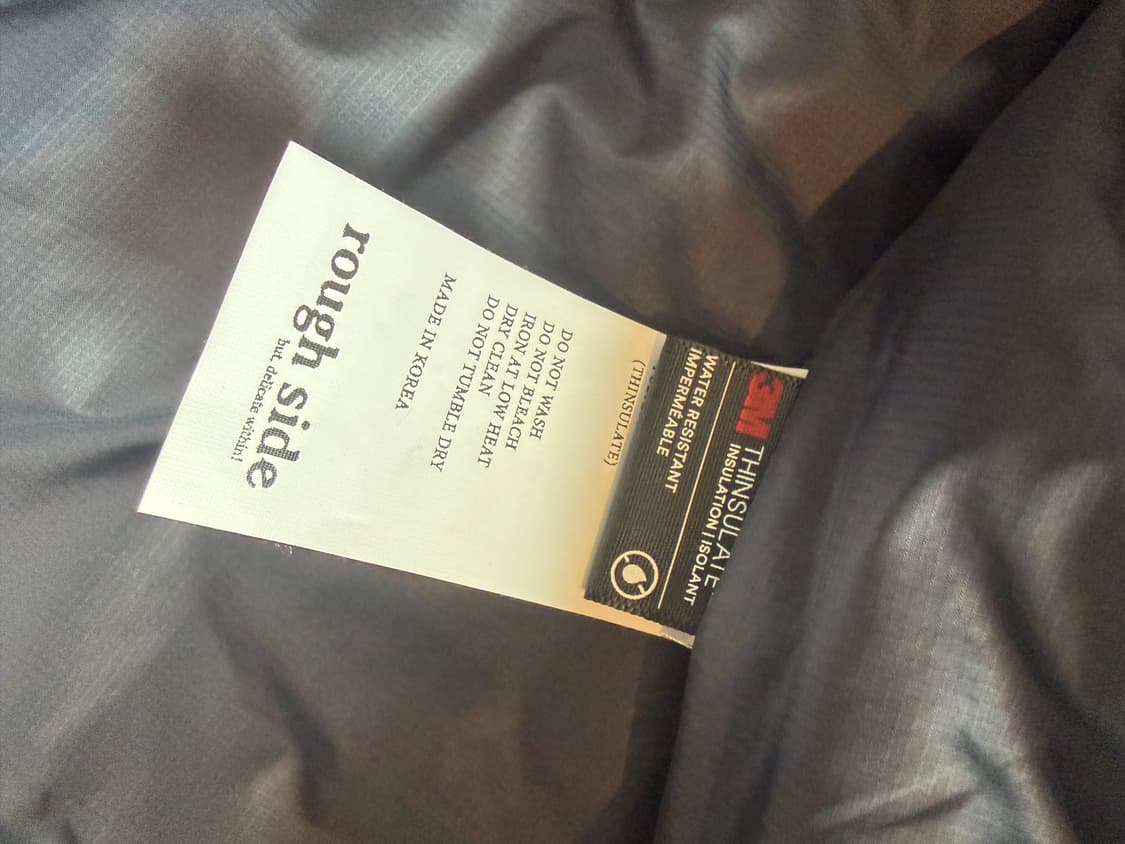 3M THINSULATE
INSULATION | ISOLANT
WATER RESISTANT
IMPERMÉABLE
(THINSULATE)
DO NOT WASH
DO NOT BLEACH
IRON AT LOW HEAT
DRY CLEAN
DO NOT TUMBLE DRY
MADE IN KOREA
rough side
but, delicate within!